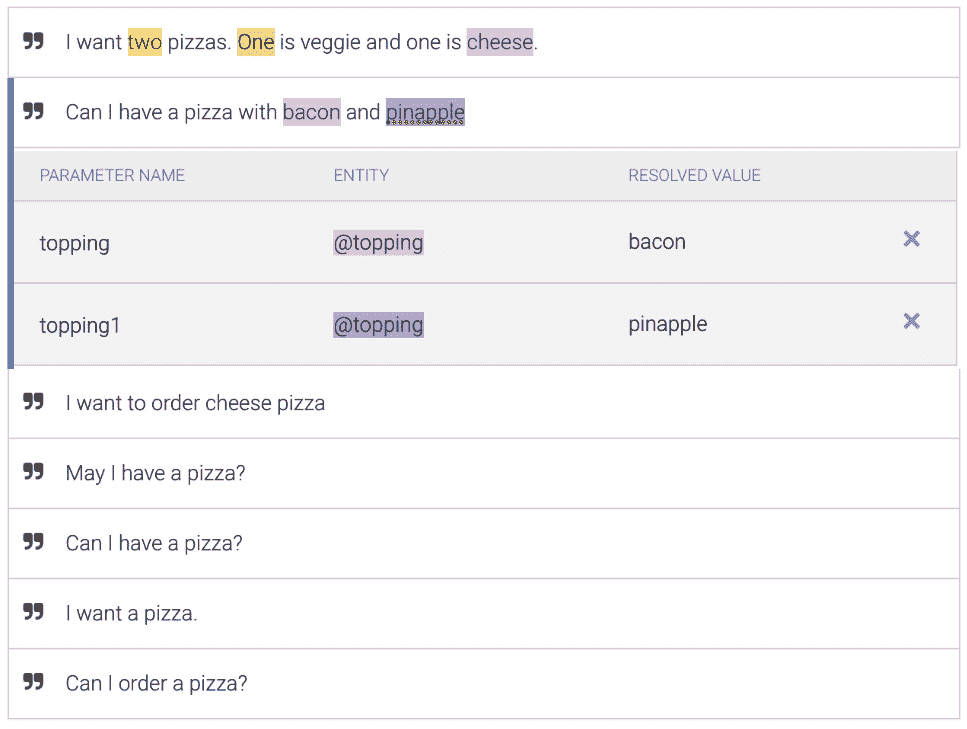 I want two pizzas. One is veggie and one is cheese.
Can I have a pizza with bacon and pinapple
PARAMETER NAME ENTITY RESOLVED VALUE
topping @topping bacon
topping1 @topping pinapple
I want to order cheese pizza
May I have a pizza?
Can I have a pizza?
I want a pizza.
Can I order a pizza?